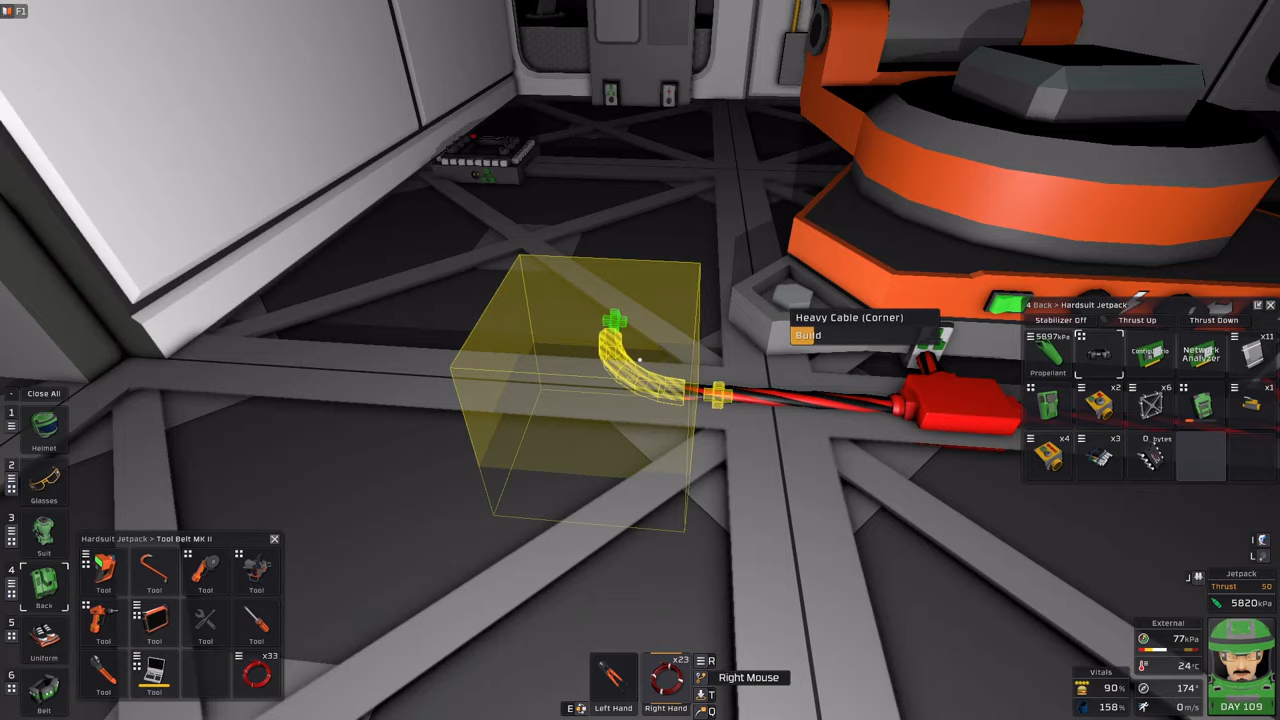 F1
Heavy Cable (Corner)
Build
4 Back > Hardsuit Jetpack
Stabilizer Off
Thrust Up
Thrust Down
5897kPa
Propellant
Configuratio
Network
Analyzer
x11
x2
x6
x1
x4
x3
0 bytes
Close All
1
Helmet
2
Glasses
3
Suit
4
Back
5
Uniform
6
Belt
Hardsuit Jetpack > Tool Belt MK II
Tool
Tool
Tool
Tool
Tool
Tool
Tool
Tool
Tool
Tool
x33
E
Left Hand
x23
Right Hand
R
T
Q
Right Mouse
I
L
J
Jetpack
Thrust 50
5820kPa
External
77kPa
24°C
174°
0m/s
Vitals
90%
158%
DAY 109